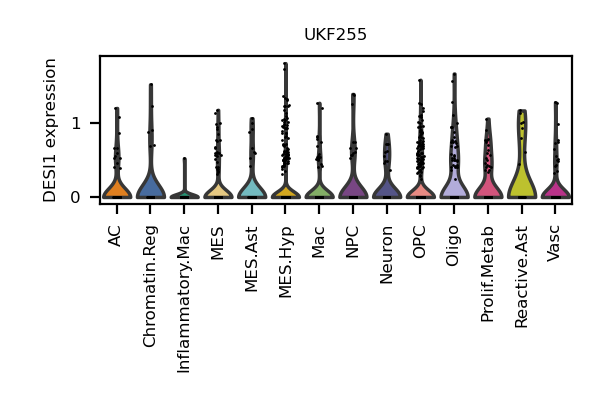 UKF255
DESI1 expression
1
0
AC
Chromatin.Reg
Inflammatory.Mac
MES
MES.Ast
MES.Hyp
Mac
NPC
Neuron
OPC
Oligo
Prolif.Metab
Reactive.Ast
Vasc